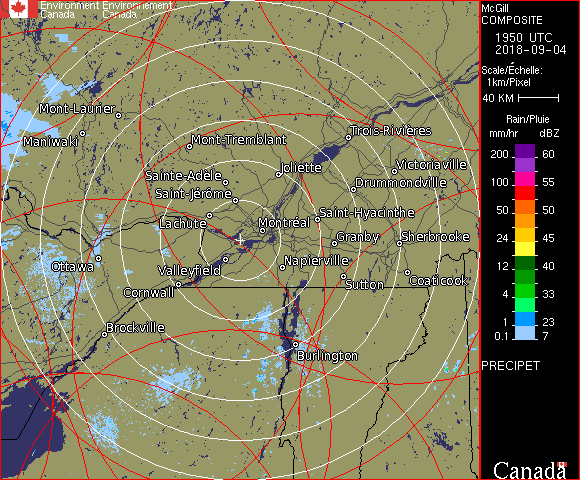 Environment Environnement
Canada Canada
McGill
COMPOSITE
1950 UTC
2018-09-04
Scale/Échelle:
1km/Pixel
40 KM
Rain/Pluie
mm/hr dBZ
200 60
100 55
50 50
24 45
12 40
4 33
1 23
0.1 7
PRECIPET
Canada
Mont-Laurier
Maniwaki
Mont-Tremblant
Trois-Rivières
Sainte-Adèle
Joliette
Victoriaville
Saint-Jérôme
Drummondville
Lachute
Montréal
Saint-Hyacinthe
Granby
Sherbrooke
Ottawa
Valleyfield
Napierville
Cornwall
Sutton
Coaticook
Brockville
Burlington